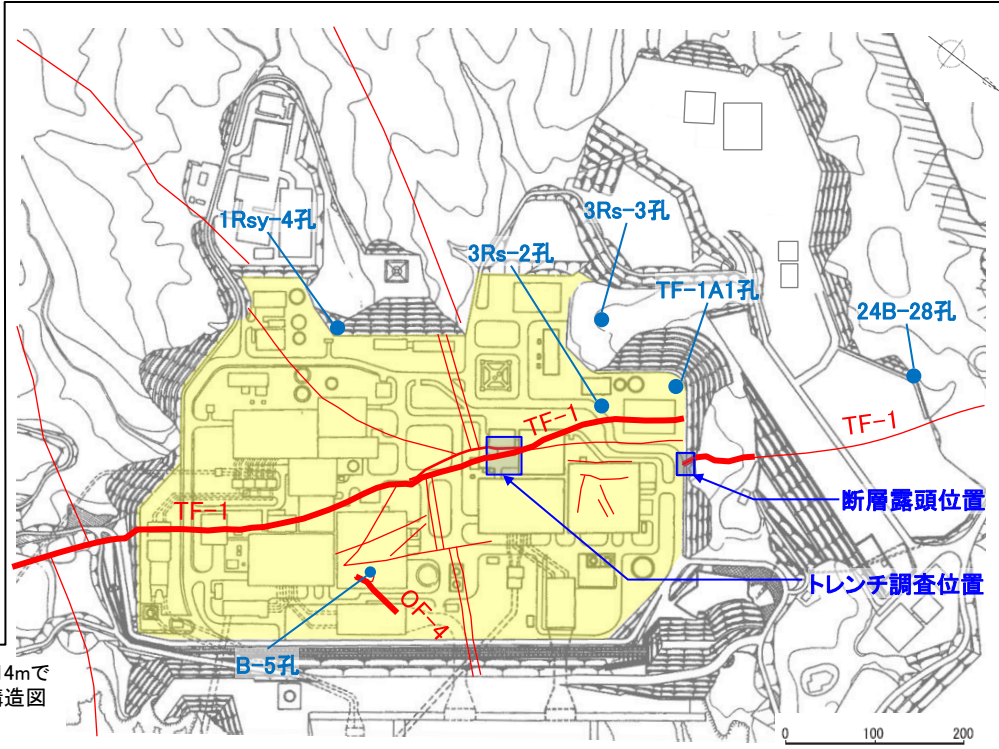 1Rsy-4孔
3Rs-3孔
3Rs-2孔
TF-1A1孔
24B-28孔
TF-1
TF-1
断層露頭位置
TF-1
トレンチ調査位置
OF-4
B-5孔
14mで
造図
0 100 200